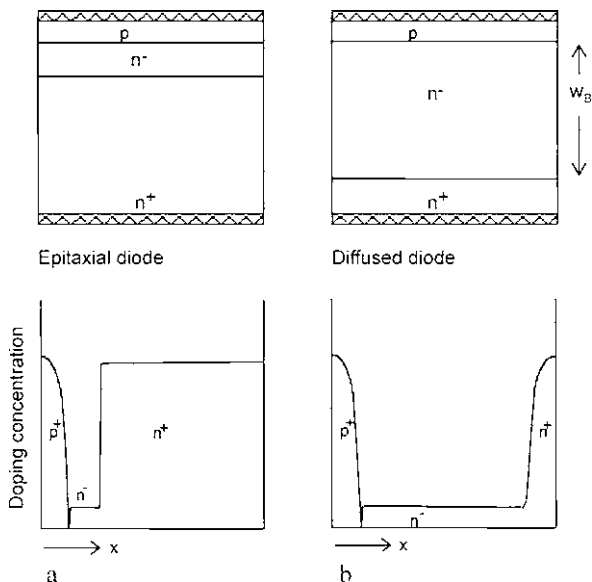 p
n⁻
n⁺
Epitaxial diode
p
n⁻
w_B
n⁺
Diffused diode
Doping concentration
p⁺
n⁻
n⁺
x
a
p⁺
n⁻
n⁺
x
b